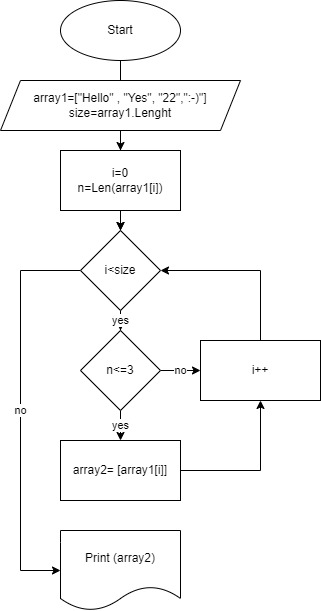 Start
array1=["Hello" , "Yes", "22",":-)"]
size=array1.Lenght
i=0
n=Len(array1[i])
i<size
yes
n<=3
no
i++
no
yes
array2= [array1[i]]
Print (array2)